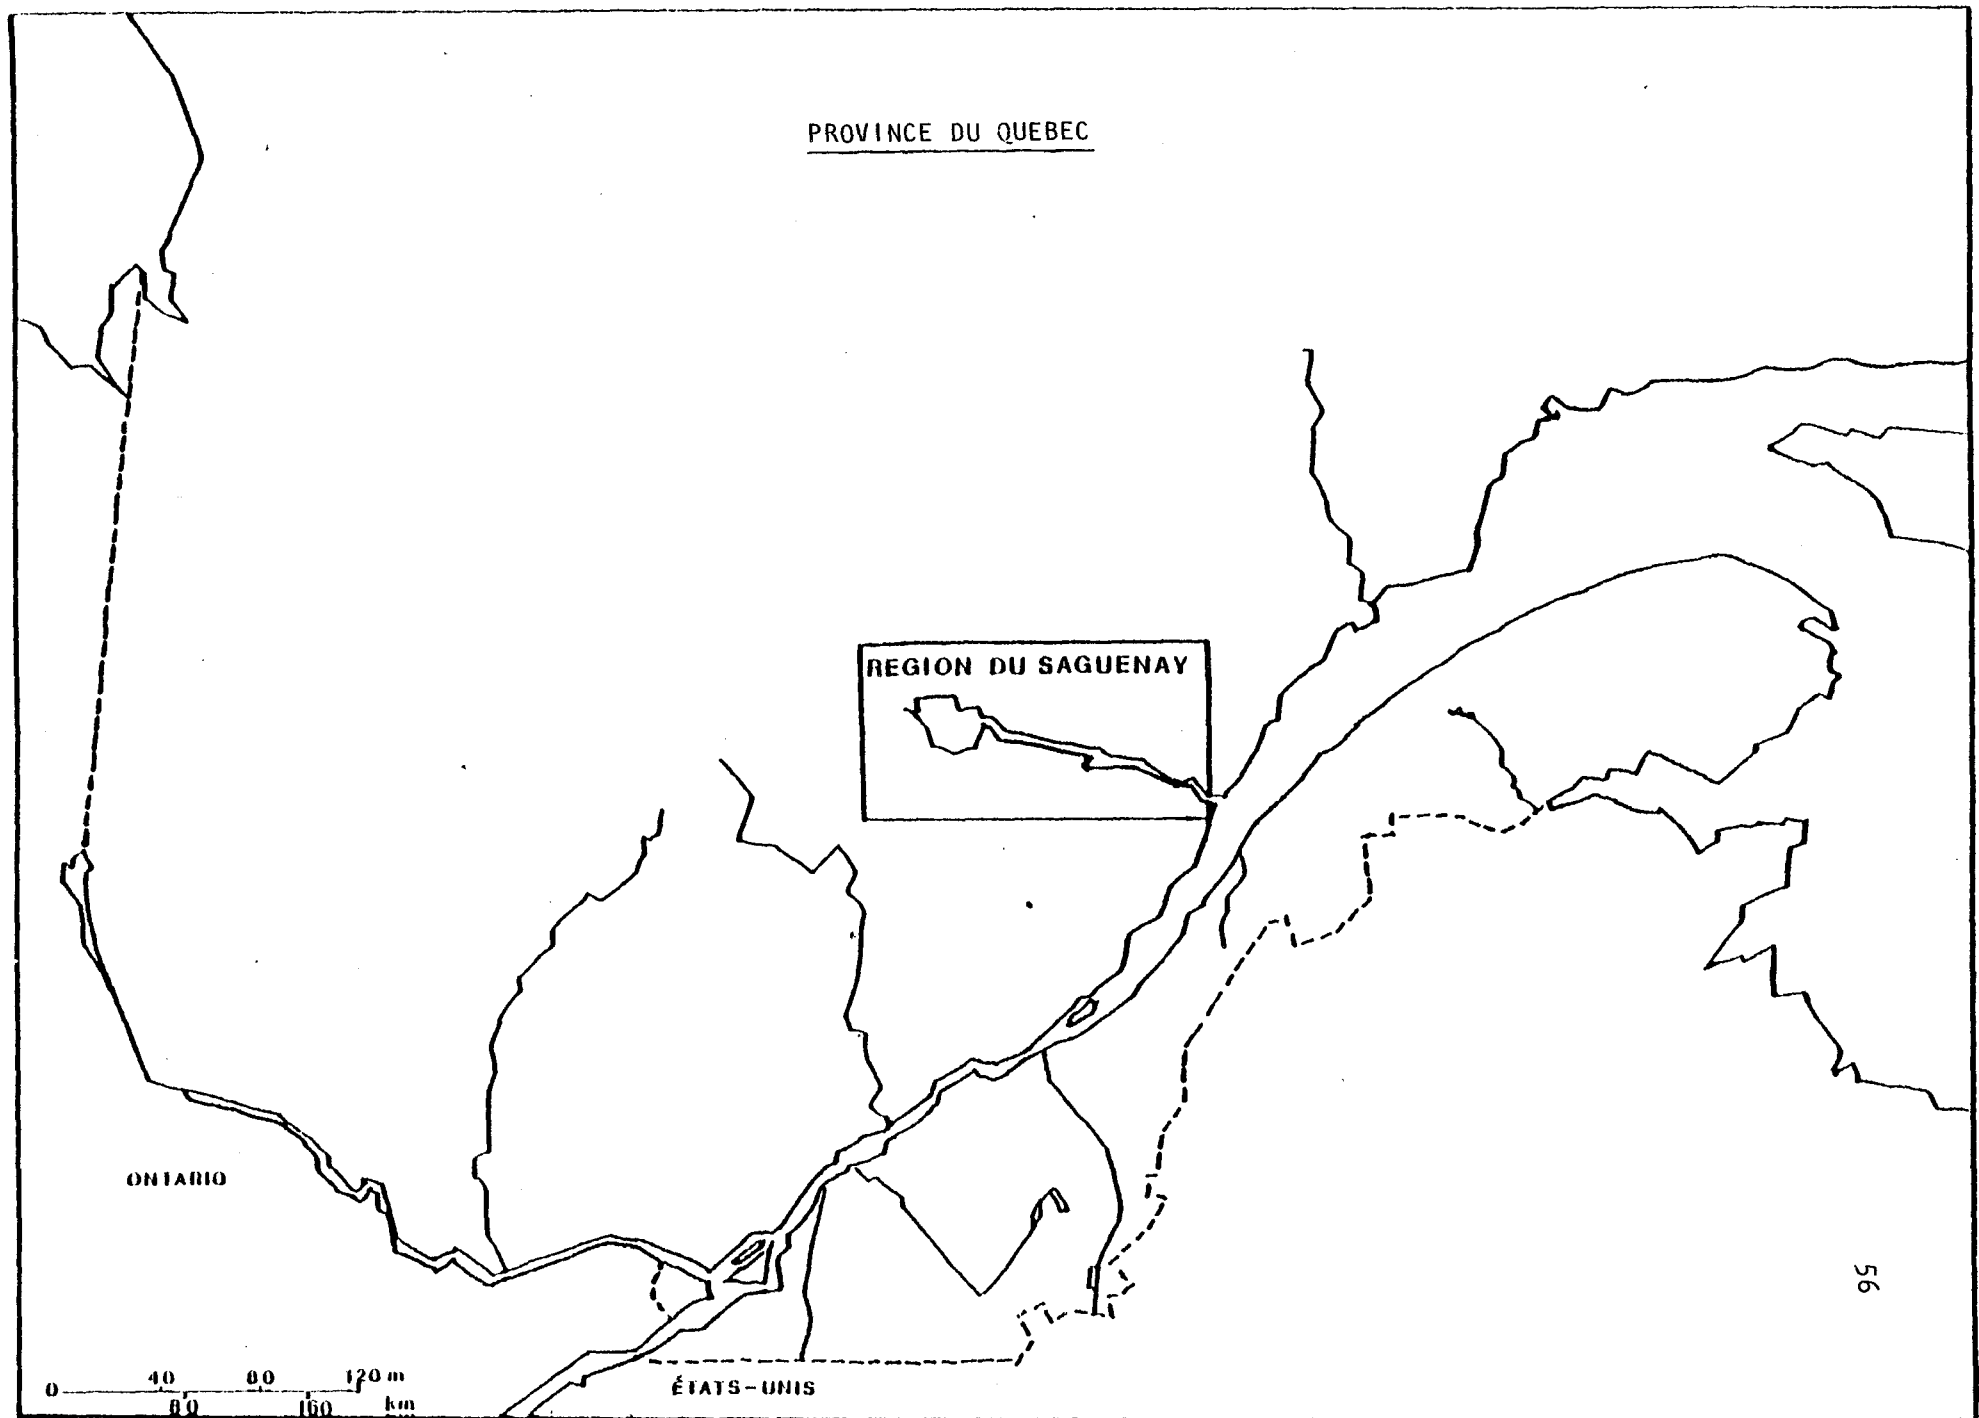 PROVINCE DU QUEBEC
REGION DU SAGUENAY
ONTARIO
56
0 40 80 120 m
80 160 km
ÉTATS-UNIS